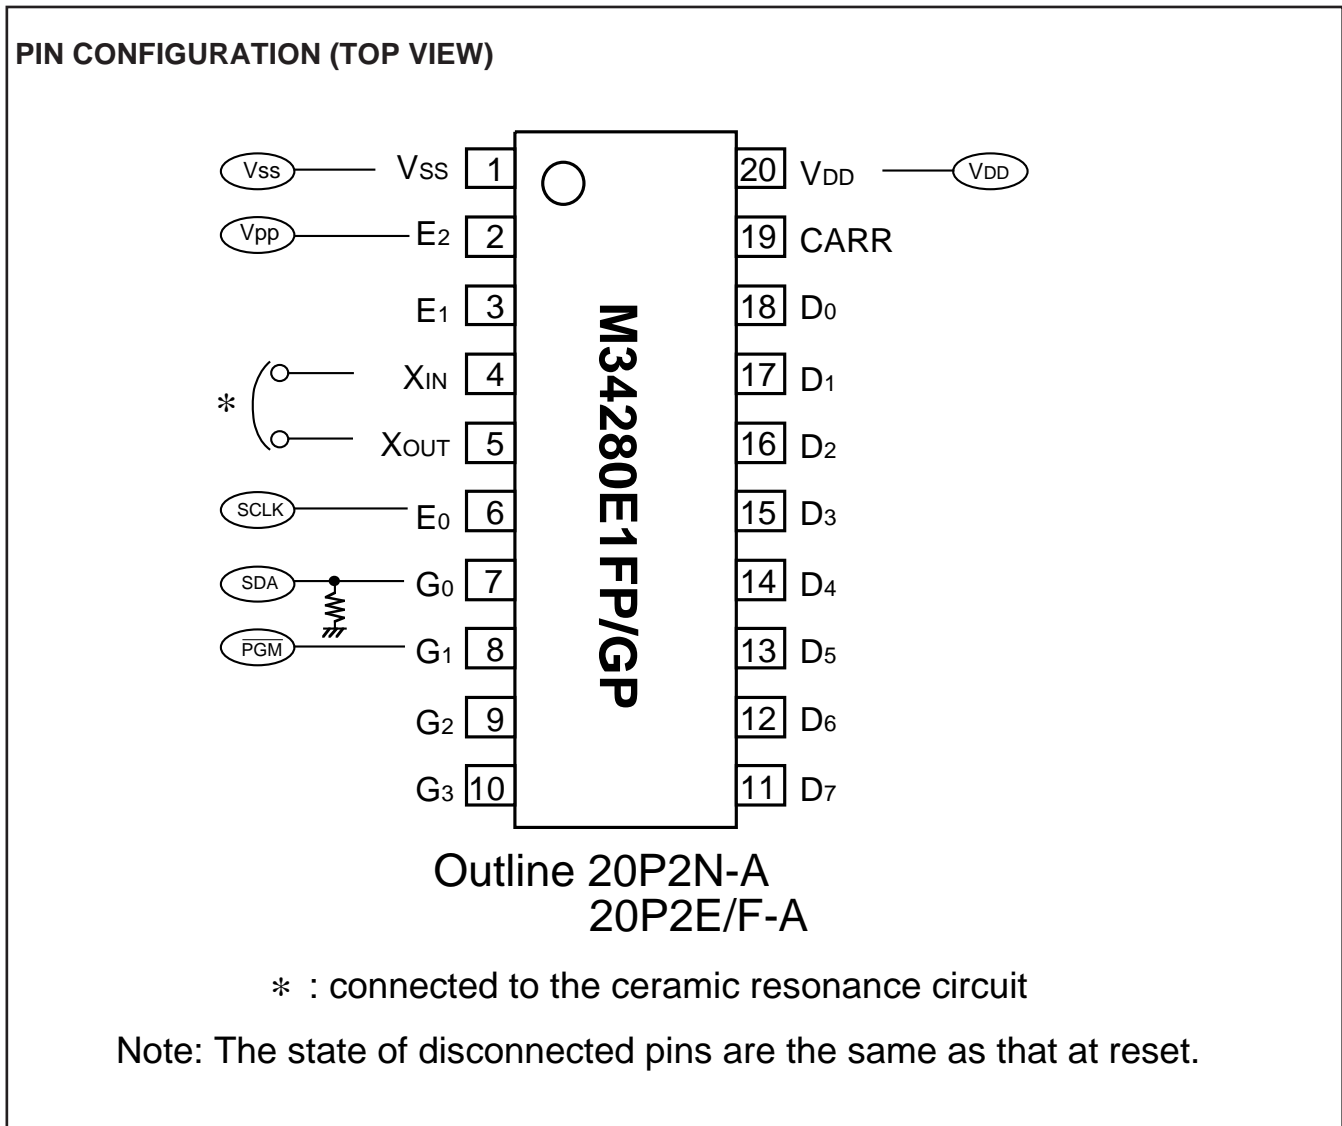 PIN CONFIGURATION (TOP VIEW)
Vss VSS 1 20 VDD VDD
Vpp E2 2 19 CARR
E1 3 18 D0
XIN 4 17 D1
*
XOUT 5 16 D2
SCLK E0 6 15 D3
SDA G0 7 14 D4
PGM G1 8 13 D5
G2 9 12 D6
G3 10 11 D7
M34280E1FP/GP
Outline 20P2N-A
20P2E/F-A
* : connected to the ceramic resonance circuit
Note: The state of disconnected pins are the same as that at reset.